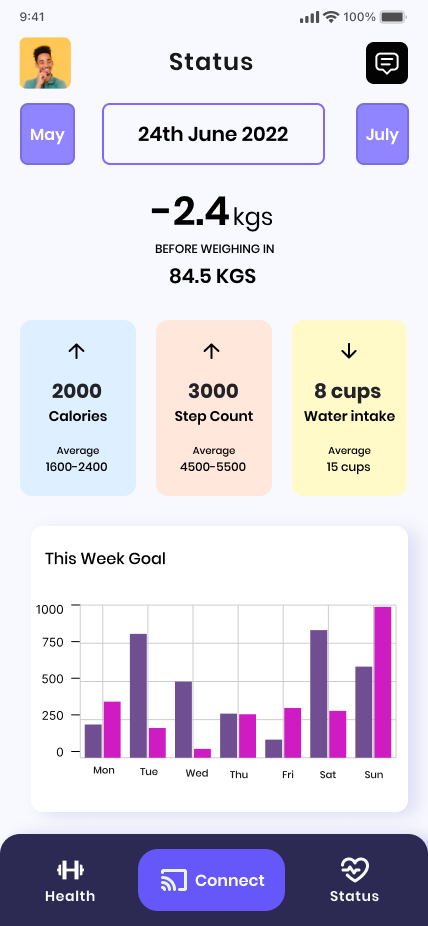 9:41
100%
Status
May
24th June 2022
July
-2.4 kgs
BEFORE WEIGHING IN
84.5 KGS
2000
Calories
Average
1600-2400
3000
Step Count
Average
4500-5500
8 cups
Water intake
Average
15 cups
This Week Goal
1000
750
500
250
0
Mon Tue Wed Thu Fri Sat Sun
Health
Connect
Status